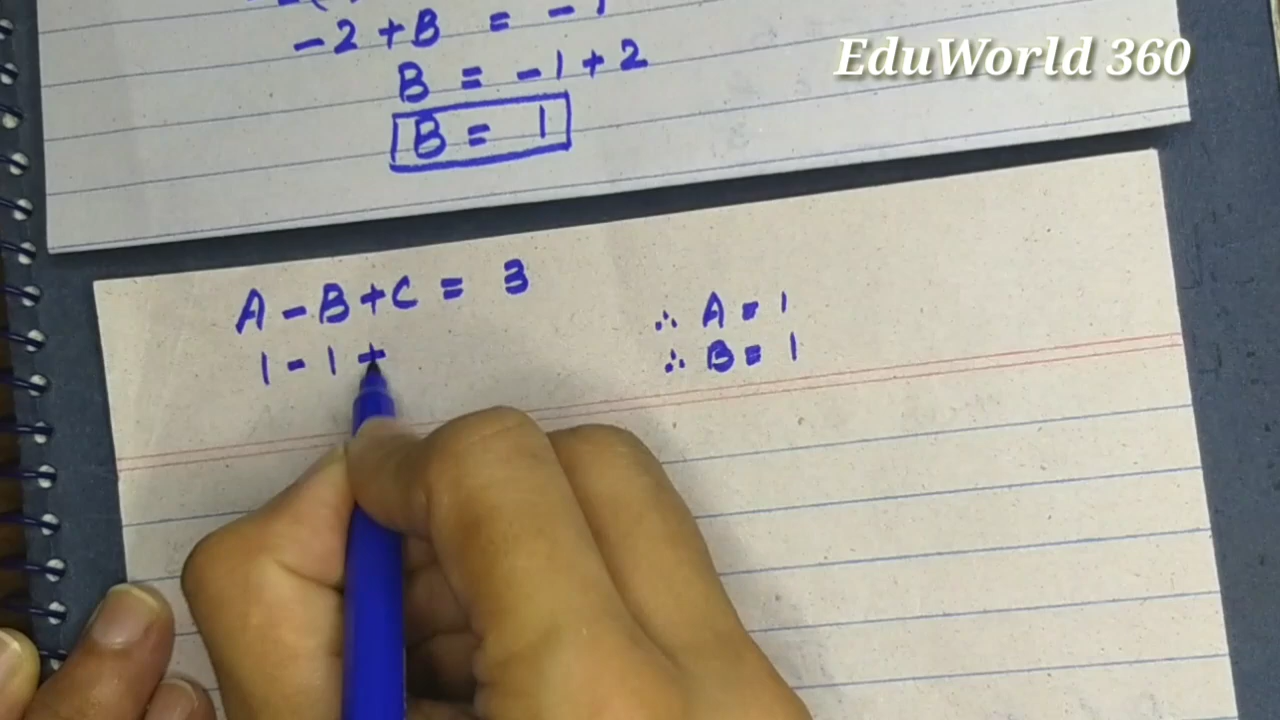 -2 + B = -1
B = -1 + 2
B = 1
EduWorld 360
A - B + C = 3
1 - 1 +
∴ A = 1
∴ B = 1